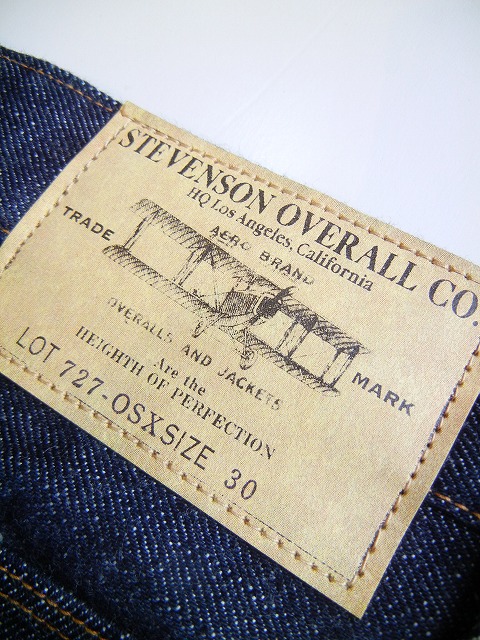 STEVENSON OVERALL CO.
HQ Los Angeles, California
AERO BRAND
TRADE MARK
OVERALLS AND JACKETS
Are the
HEIGHTH OF PERFECTION
LOT 727-OSX SIZE 30